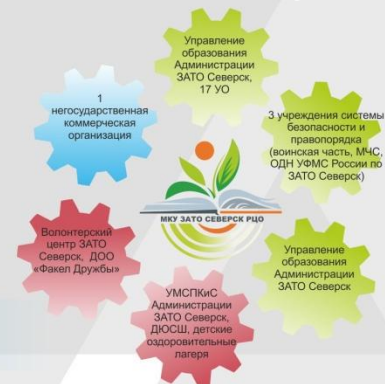 Управление
образования
Администрации
ЗАТО Северск,
17 УО
1
негосударственная
коммерческая
организация
3 учреждения системы
безопасности и
правопорядка
(воинская часть, МЧС,
ОДН УФМС России по
ЗАТО Северск)
МКУ ЗАТО СЕВЕРСК РЦО
Волонтерский
центр ЗАТО
Северск, ДОО
«Факел Дружбы»
Управление
образования
Администрации
ЗАТО Северск
УМСПКиС
Администрации
ЗАТО Северск,
ДЮСШ, детские
оздоровительные
лагеря